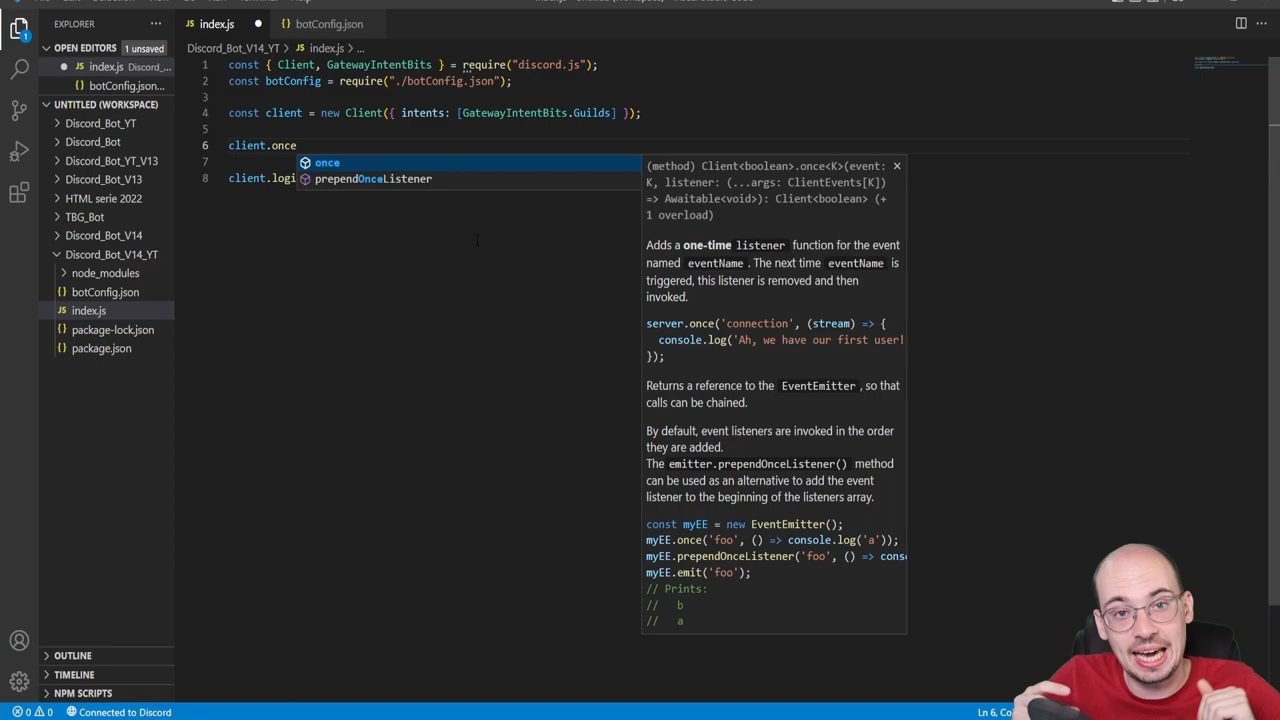 EXPLORER
OPEN EDITORS 1 unsaved
JS index.js Discord_...
{} botConfig.json...
UNTITLED (WORKSPACE)
Discord_Bot_YT
Discord_Bot
Discord_Bot_YT_V13
Discord_Bot_V13
HTML serie 2022
TBG_Bot
Discord_Bot_V14
Discord_Bot_V14_YT
node_modules
{} botConfig.json
JS index.js
{} package-lock.json
{} package.json
OUTLINE
TIMELINE
NPM SCRIPTS
JS index.js
{} botConfig.json
Discord_Bot_V14_YT > JS index.js > ...
1 const { Client, GatewayIntentBits } = require("discord.js");
2 const botConfig = require("./botConfig.json");
3
4 const client = new Client({ intents: [GatewayIntentBits.Guilds] });
5
6 client.once
7
8 client.logi
once
prependOnceListener
(method) Client<boolean>.once<K>(event:
K, listener: (...args: ClientEvents[K])
=> Awaitable<void>): Client<boolean> (+
1 overload)
Adds a one-time listener function for the event
named eventName. The next time eventName is
triggered, this listener is removed and then
invoked.
server.once('connection', (stream) => {
console.log('Ah, we have our first user!
});
Returns a reference to the EventEmitter, so that
calls can be chained.
By default, event listeners are invoked in the order
they are added.
The emitter.prependOnceListener() method
can be used as an alternative to add the event
listener to the beginning of the listeners array.
const myEE = new EventEmitter();
myEE.once('foo', () => console.log('a'));
myEE.prependOnceListener('foo', () => conso
myEE.emit('foo');
// Prints:
// b
// a
0 0 Connected to Discord
Ln 6, Co